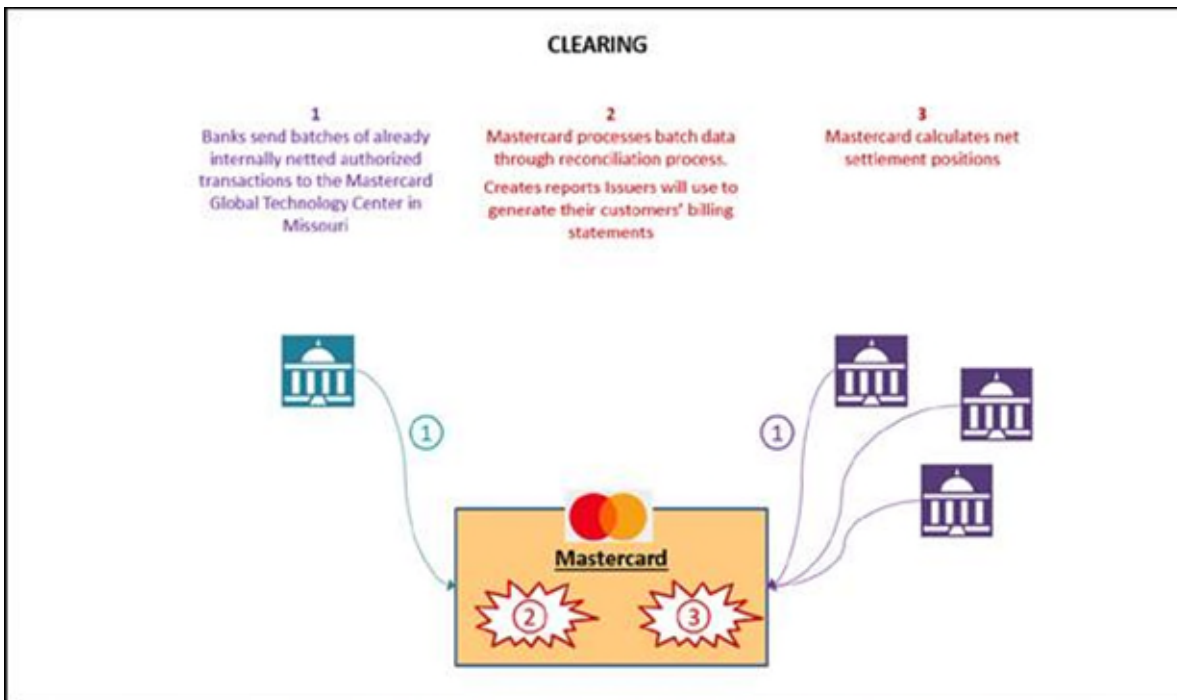 CLEARING
1
Banks send batches of already
internally netted authorized
transactions to the Mastercard
Global Technology Center in
Missouri
2
Mastercard processes batch data
through reconciliation process.
Creates reports Issuers will use to
generate their customers' billing
statements
3
Mastercard calculates net
settlement positions
1
1
Mastercard
2
3